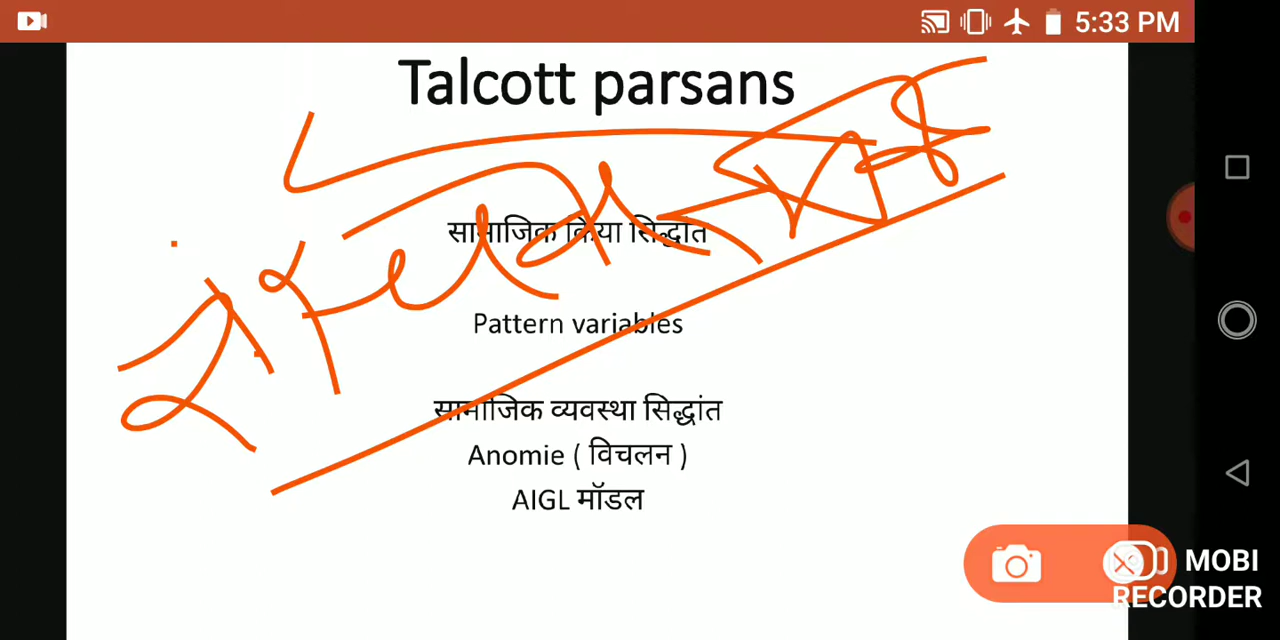 5:33 PM
Talcott parsans
सामाजिक क्रिया सिद्धांत
Pattern variables
सामाजिक व्यवस्था सिद्धांत
Anomie ( विचलन )
AIGL मॉडल
MOBI
RECORDER